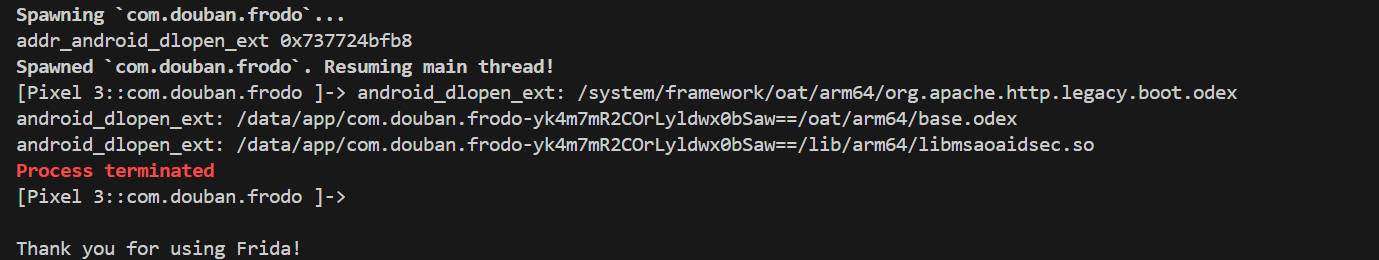 Spawning `com.douban.frodo`...
addr_android_dlopen_ext 0x737724bfb8
Spawned `com.douban.frodo`. Resuming main thread!
[Pixel 3::com.douban.frodo ]-> android_dlopen_ext: /system/framework/oat/arm64/org.apache.http.legacy.boot.odex
android_dlopen_ext: /data/app/com.douban.frodo-yk4m7mR2COrLyldwx0bSaw==/oat/arm64/base.odex
android_dlopen_ext: /data/app/com.douban.frodo-yk4m7mR2COrLyldwx0bSaw==/lib/arm64/libmsaoaidsec.so
Process terminated
[Pixel 3::com.douban.frodo ]->
Thank you for using Frida!